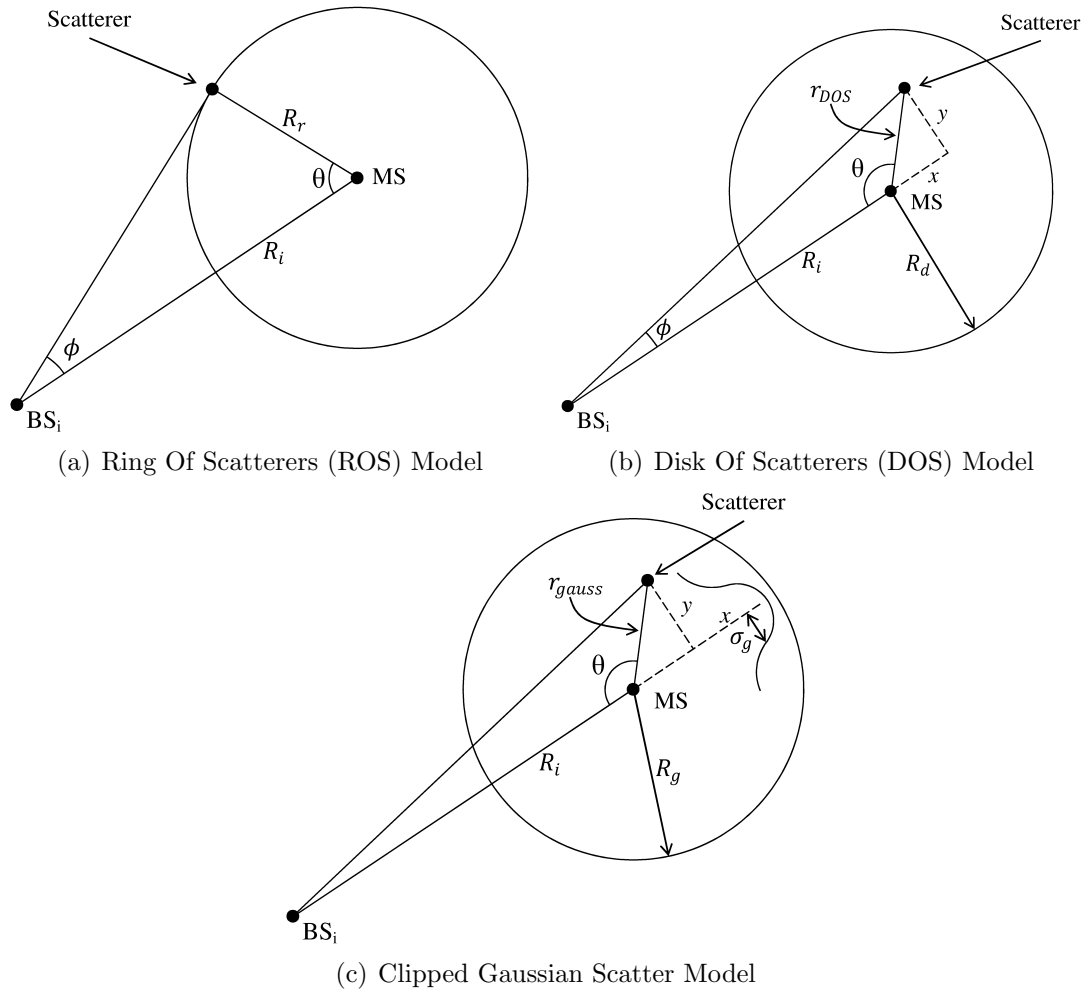 Scatterer
R_r
θ
MS
R_i
ϕ
BS_i
(a) Ring Of Scatterers (ROS) Model
Scatterer
r_DOS
y
θ
x
MS
R_i
R_d
ϕ
BS_i
(b) Disk Of Scatterers (DOS) Model
Scatterer
r_gauss
y
x
σ_g
θ
MS
R_i
R_g
BS_i
(c) Clipped Gaussian Scatter Model